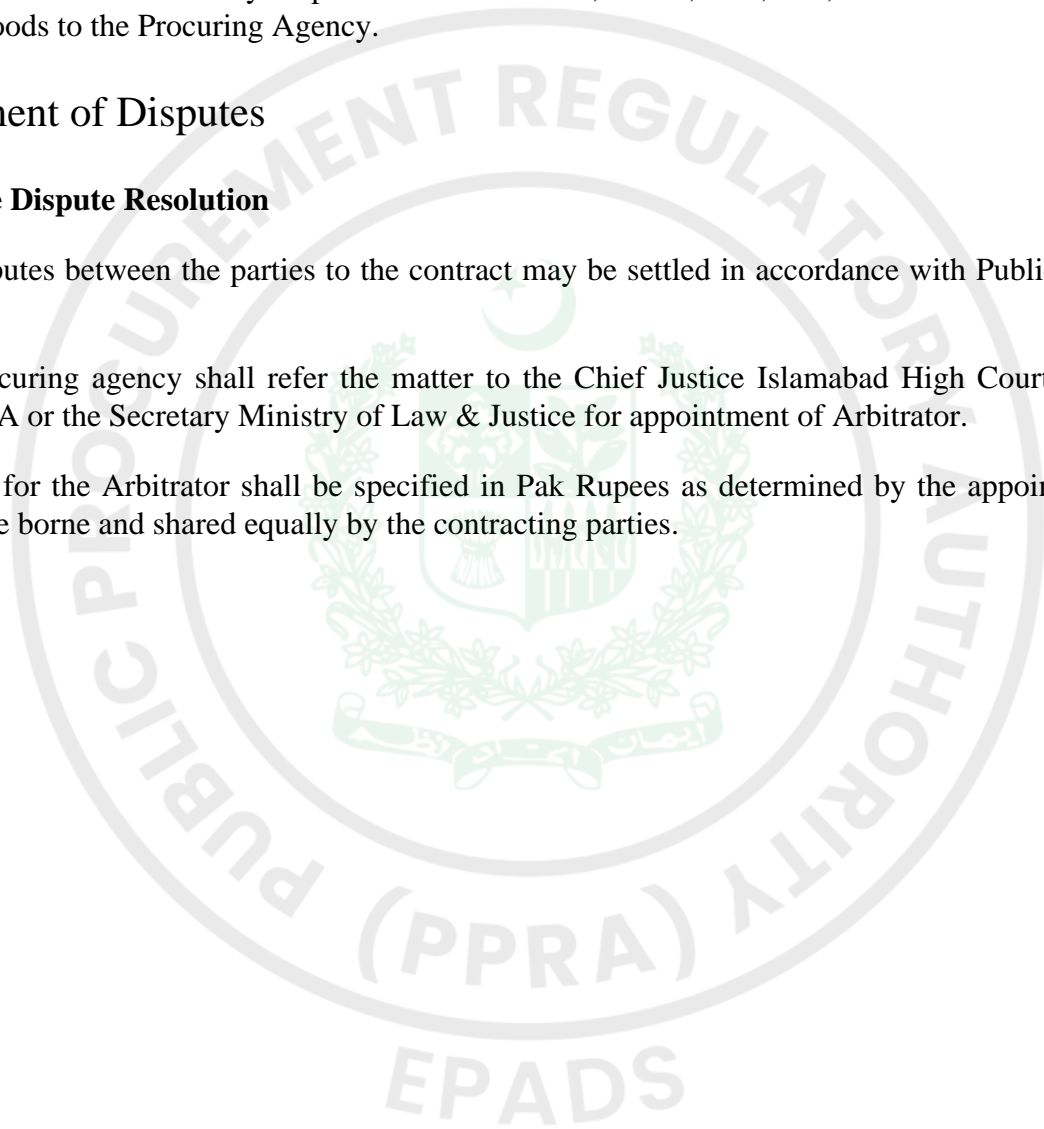 oods to the Procuring Agency.
nent of Disputes
e Dispute Resolution
outes between the parties to the contract may be settled in accordance with Publi
curing agency shall refer the matter to the Chief Justice Islamabad High Court
A or the Secretary Ministry of Law & Justice for appointment of Arbitrator.
for the Arbitrator shall be specified in Pak Rupees as determined by the appoin
e borne and shared equally by the contracting parties.
PUBLIC PROCUREMENT REGULATORY AUTHORITY
(PPRA)
EPADS